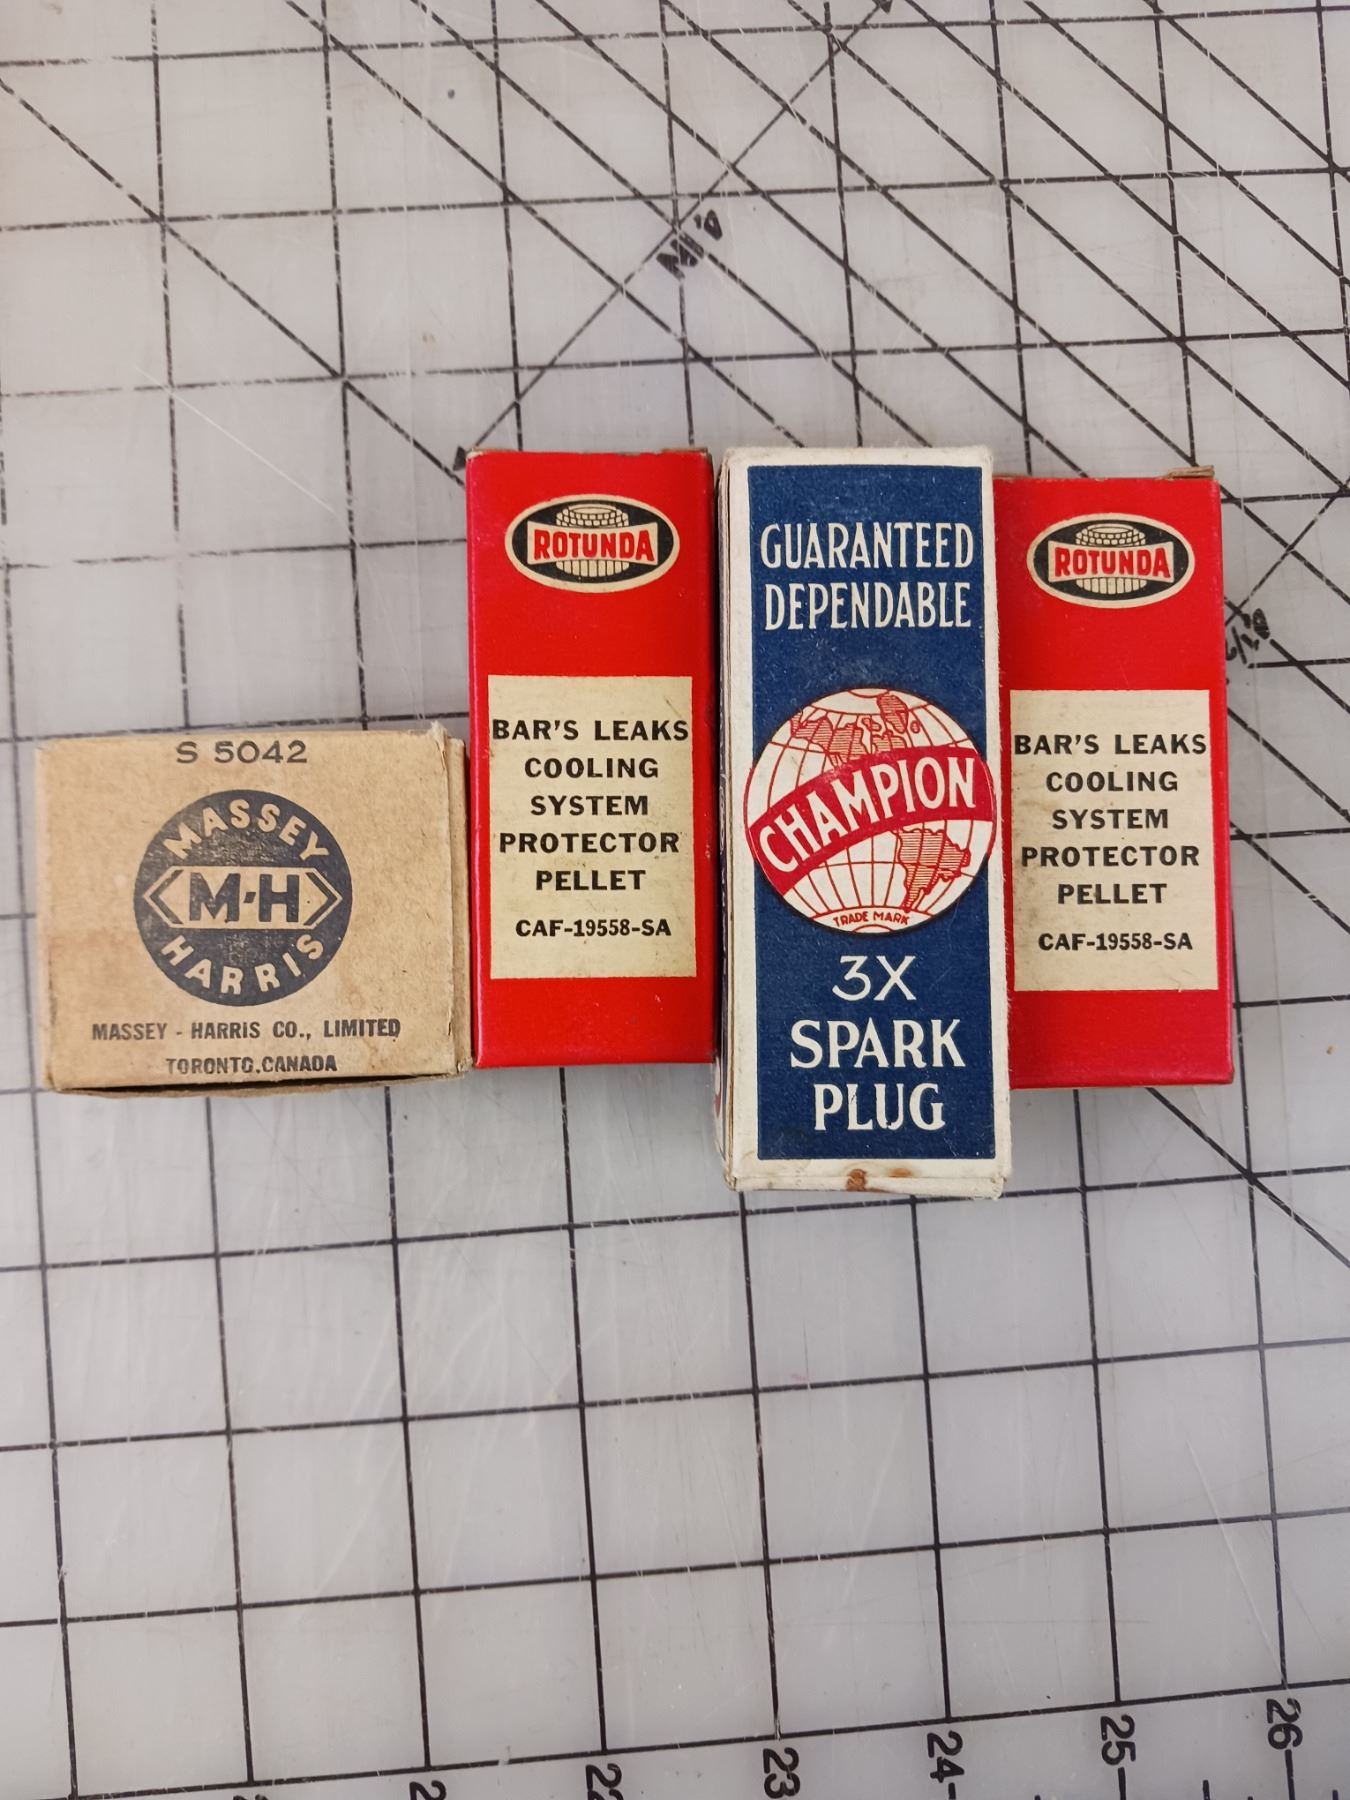 S 5042
MASSEY
M-H
HARRIS
MASSEY - HARRIS CO., LIMITED
TORONTO, CANADA
ROTUNDA
BAR'S LEAKS
COOLING
SYSTEM
PROTECTOR
PELLET
CAF-19558-SA
GUARANTEED
DEPENDABLE
CHAMPION
TRADE MARK
3X
SPARK
PLUG
ROTUNDA
BAR'S LEAKS
COOLING
SYSTEM
PROTECTOR
PELLET
CAF-19558-SA
23
24
25
26